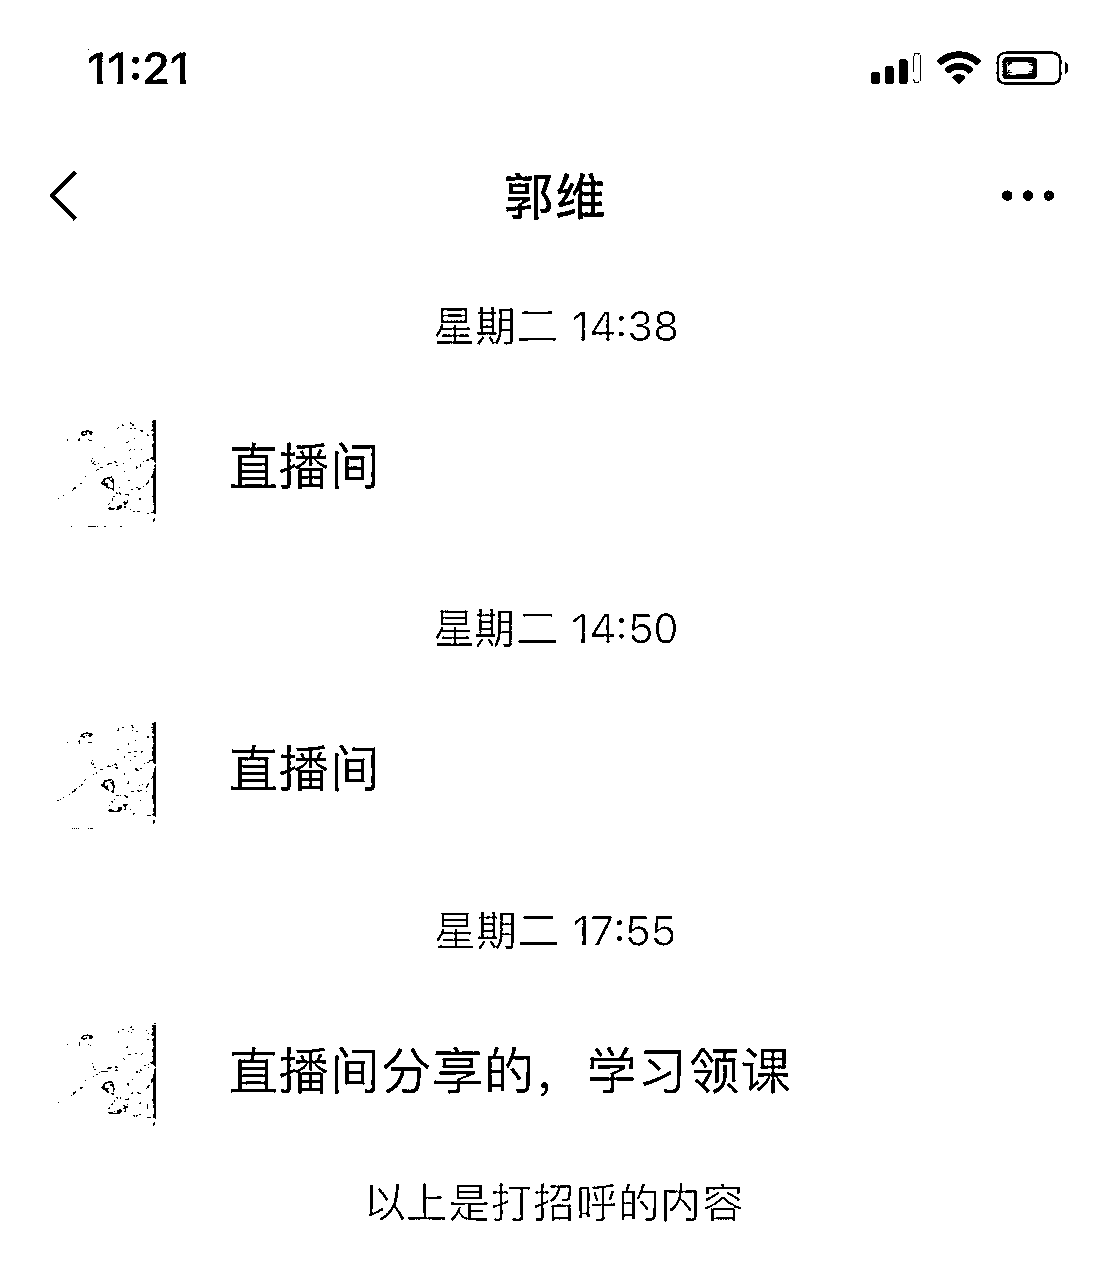 11:21
郭维
星期二 14:38
直播间
星期二 14:50
直播间
星期二 17:55
直播间分享的，学习领课
以上是打招呼的内容